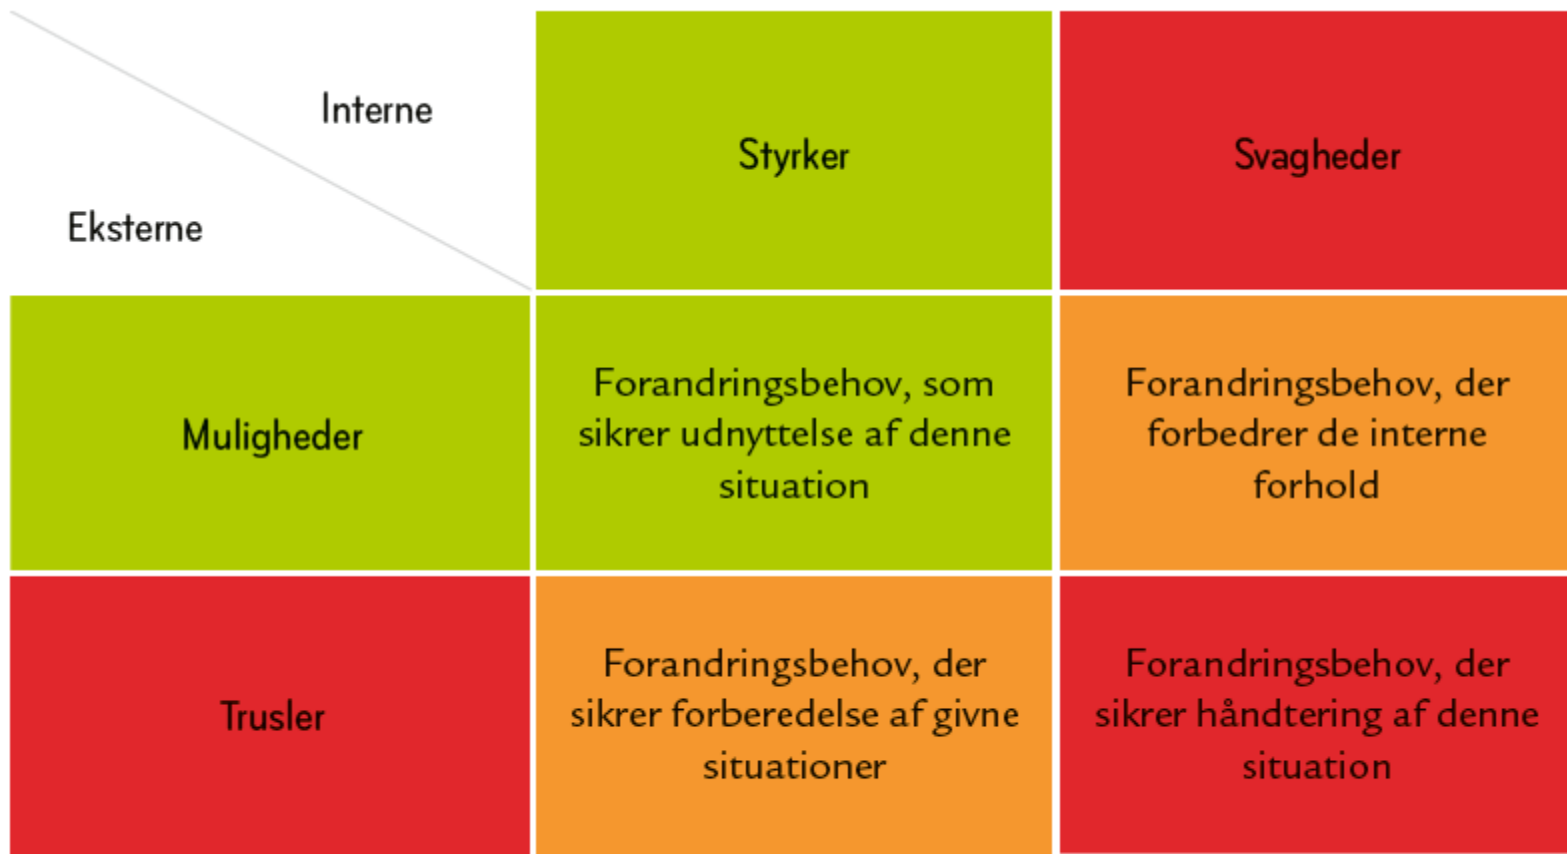 Interne
Eksterne
Styrker
Svagheder
Muligheder
Forandringsbehov, som
sikrer udnyttelse af denne
situation
Forandringsbehov, der
forbedrer de interne
forhold
Trusler
Forandringsbehov, der
sikrer forberedelse af givne
situationer
Forandringsbehov, der
sikrer håndtering af denne
situation